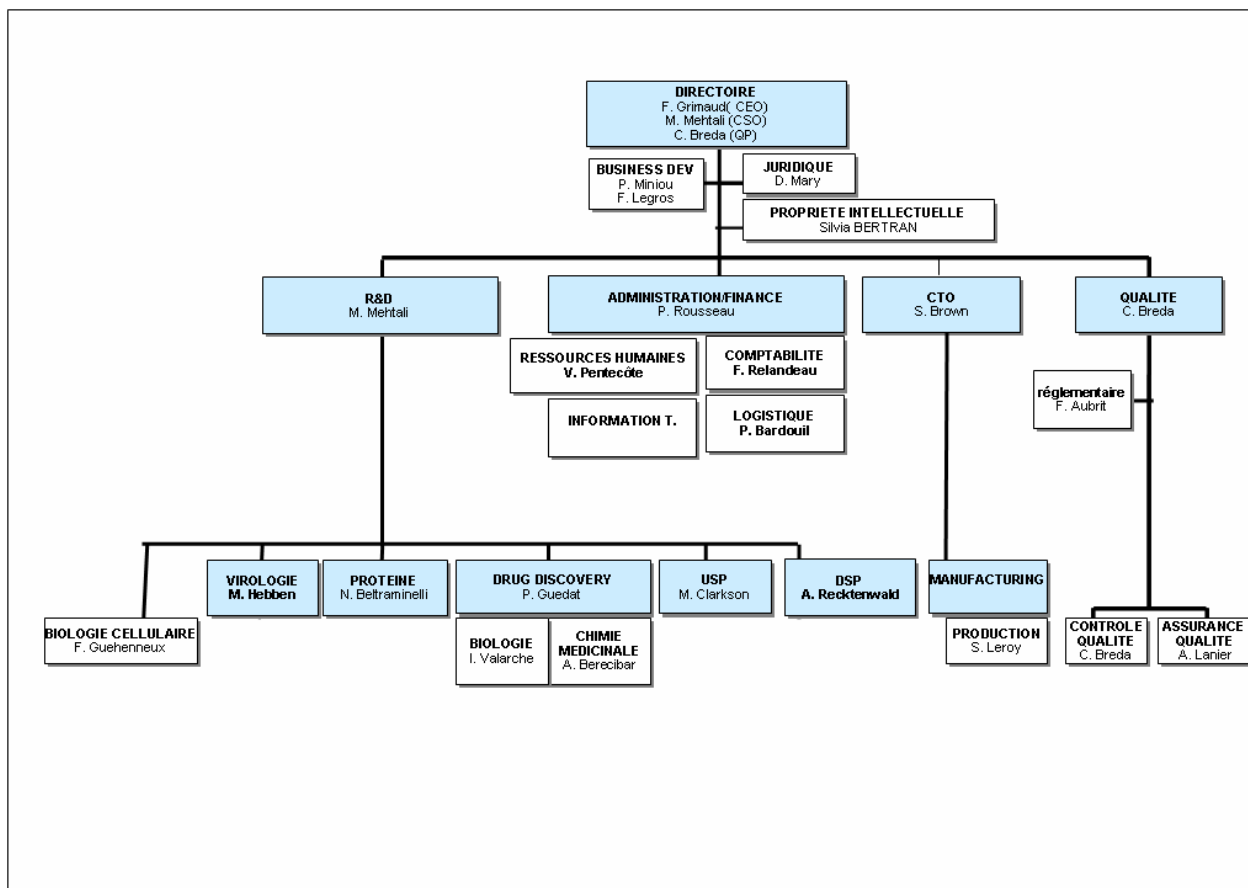 DIRECTOIRE
F. Grimaud( CEO)
M. Mehtali (CSO)
C. Breda (QP)
BUSINESS DEV
P. Miniou
F. Legros
JURIDIQUE
D. Mary
PROPRIETE INTELLECTUELLE
Silvia BERTRAN
R&D
M. Mehtali
ADMINISTRATION/FINANCE
P. Rousseau
CTO
S. Brown
QUALITE
C. Breda
RESSOURCES HUMAINES
V. Pentecôte
COMPTABILITE
F. Relandeau
INFORMATION T.
LOGISTIQUE
P. Bardouil
réglementaire
F. Aubrit
BIOLOGIE CELLULAIRE
F. Guehenneux
VIROLOGIE
M. Hebben
PROTEINE
N. Beltraminelli
DRUG DISCOVERY
P. Guedat
BIOLOGIE
I. Valarche
CHIMIE
MEDICINALE
A. Berecibar
USP
M. Clarkson
DSP
A. Recktenwald
MANUFACTURING
PRODUCTION
S. Leroy
CONTROLE
QUALITE
C. Breda
ASSURANCE
QUALITE
A. Lanier